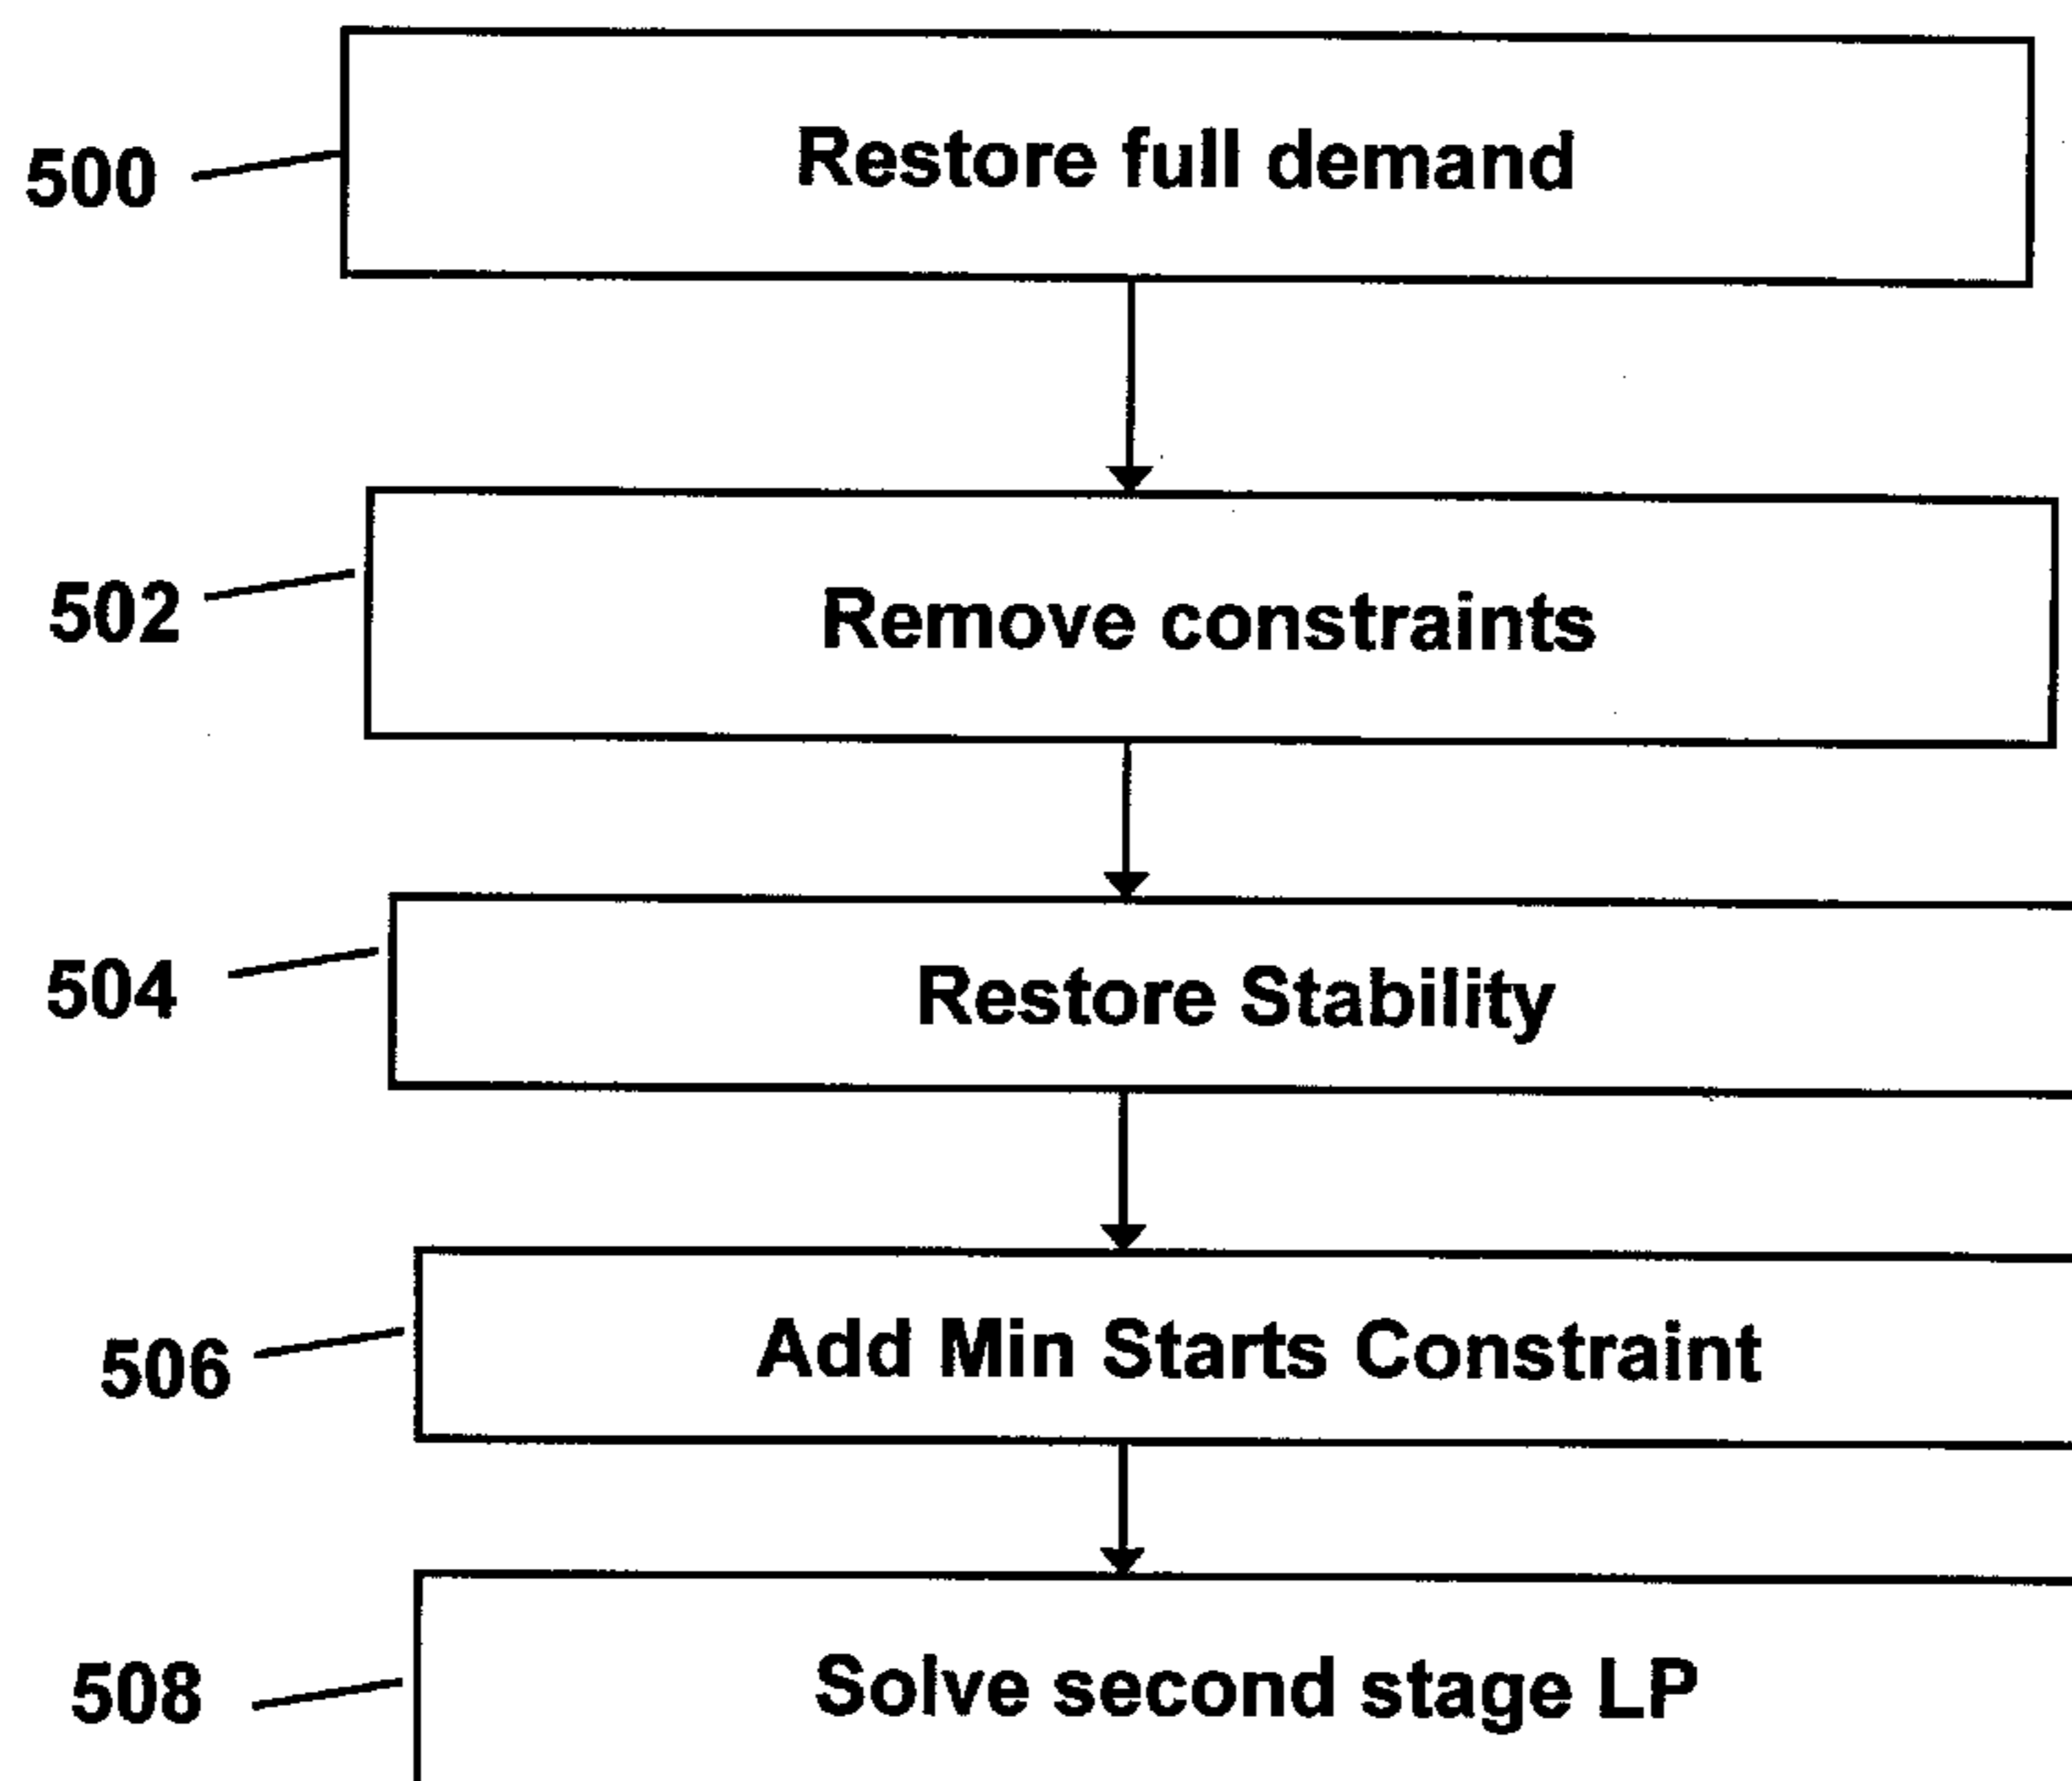 500 Restore full demand
502 Remove constraints
504 Restore Stability
506 Add Min Starts Constraint
508 Solve second stage LP